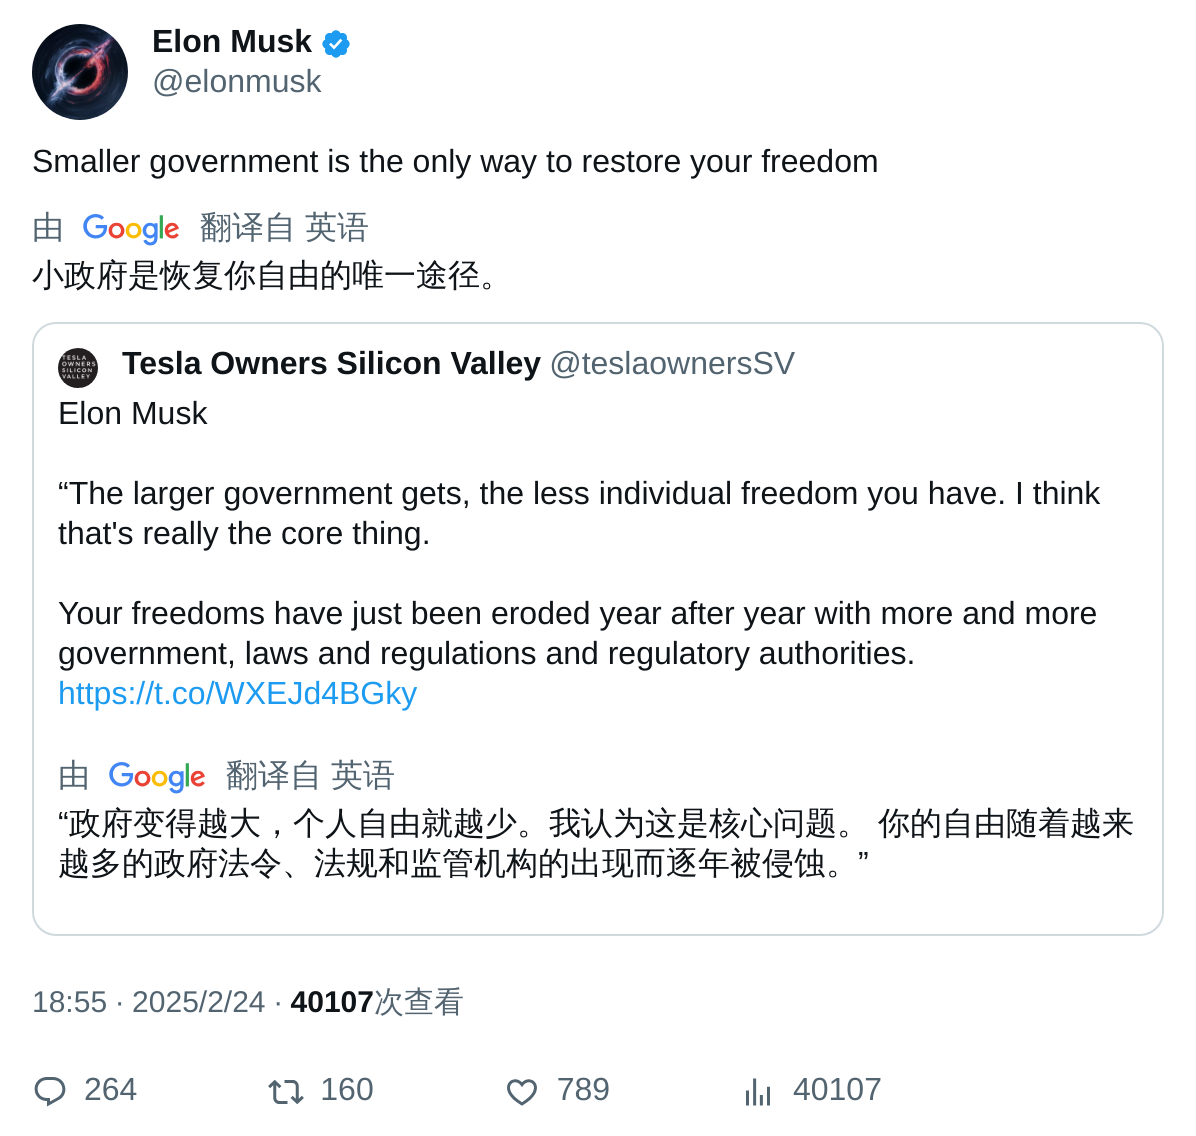 Elon Musk
@elonmusk
Smaller government is the only way to restore your freedom
由 Google 翻译自 英语
小政府是恢复你自由的唯一途径。
TESLA
OWNERS
SILICON
VALLEY
Tesla Owners Silicon Valley @teslaownersSV
Elon Musk
“The larger government gets, the less individual freedom you have. I think
that's really the core thing.
Your freedoms have just been eroded year after year with more and more
government, laws and regulations and regulatory authorities.
https://t.co/WXEJd4BGky
由 Google 翻译自 英语
“政府变得越大，个人自由就越少。我认为这是核心问题。 你的自由随着越来
越多的政府法令、法规和监管机构的出现而逐年被侵蚀。”
18:55 · 2025/2/24 · 40107次查看
264 160 789 40107